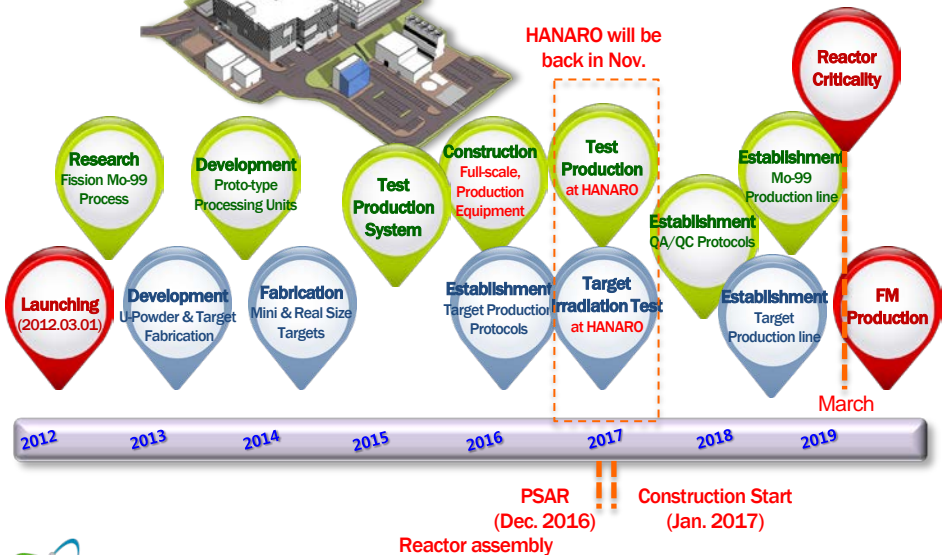 HANARO will be
back in Nov.
Reactor
Criticality
Research
Fission Mo-99
Process
Development
Proto-type
Processing Units
Test
Production
System
Construction
Full-scale,
Production
Equipment
Test
Production
at HANARO
Establishment
QA/QC Protocols
Establishment
Mo-99
Production line
Launching
(2012.03.01)
Development
U-Powder & Target
Fabrication
Fabrication
Mini & Real Size
Targets
Establishment
Target Production
Protocols
Target
Irradiation Test
at HANARO
Establishment
Target
Production line
FM
Production
March
2012
2013
2014
2015
2016
2017
2018
2019
PSAR
(Dec. 2016)
Construction Start
(Jan. 2017)
Reactor assembly